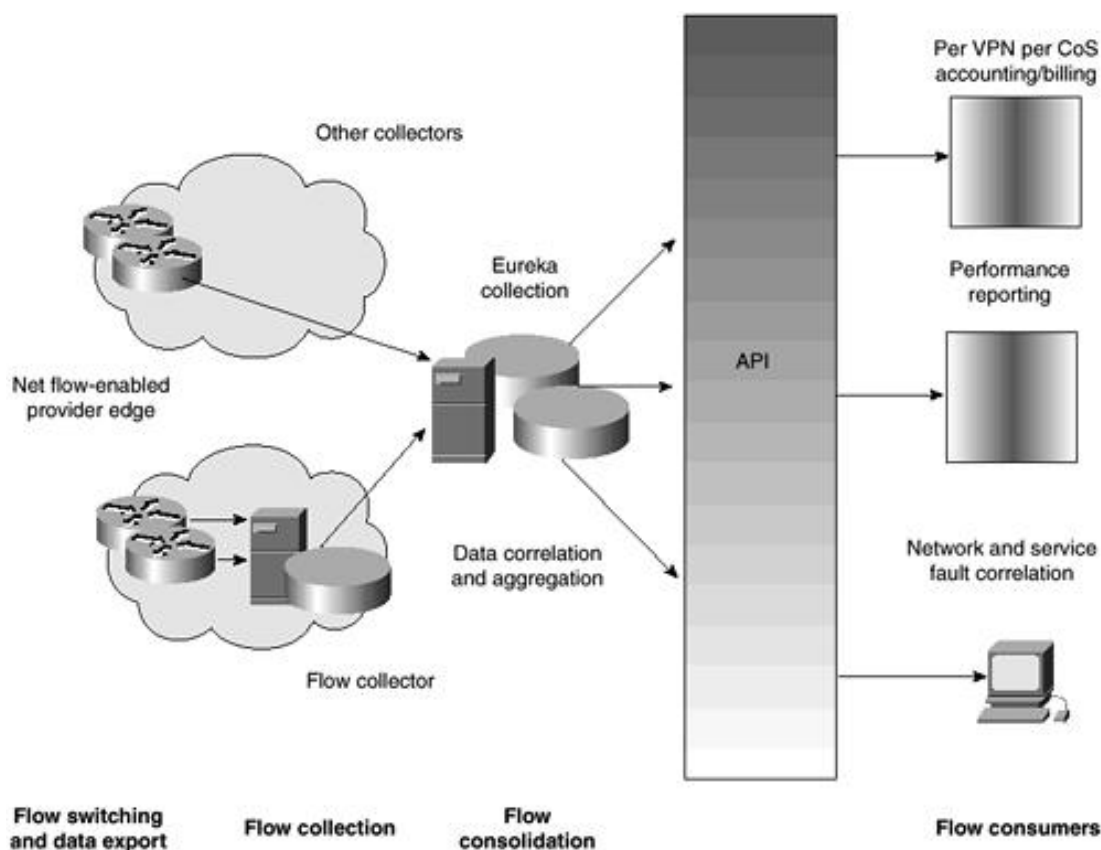 Per VPN per CoS
accounting/billing
Other collectors
Eureka
collection
Performance
reporting
API
Net flow-enabled
provider edge
Data correlation
and aggregation
Network and service
fault correlation
Flow collector
Flow switching
and data export
Flow collection
Flow
consolidation
Flow consumers